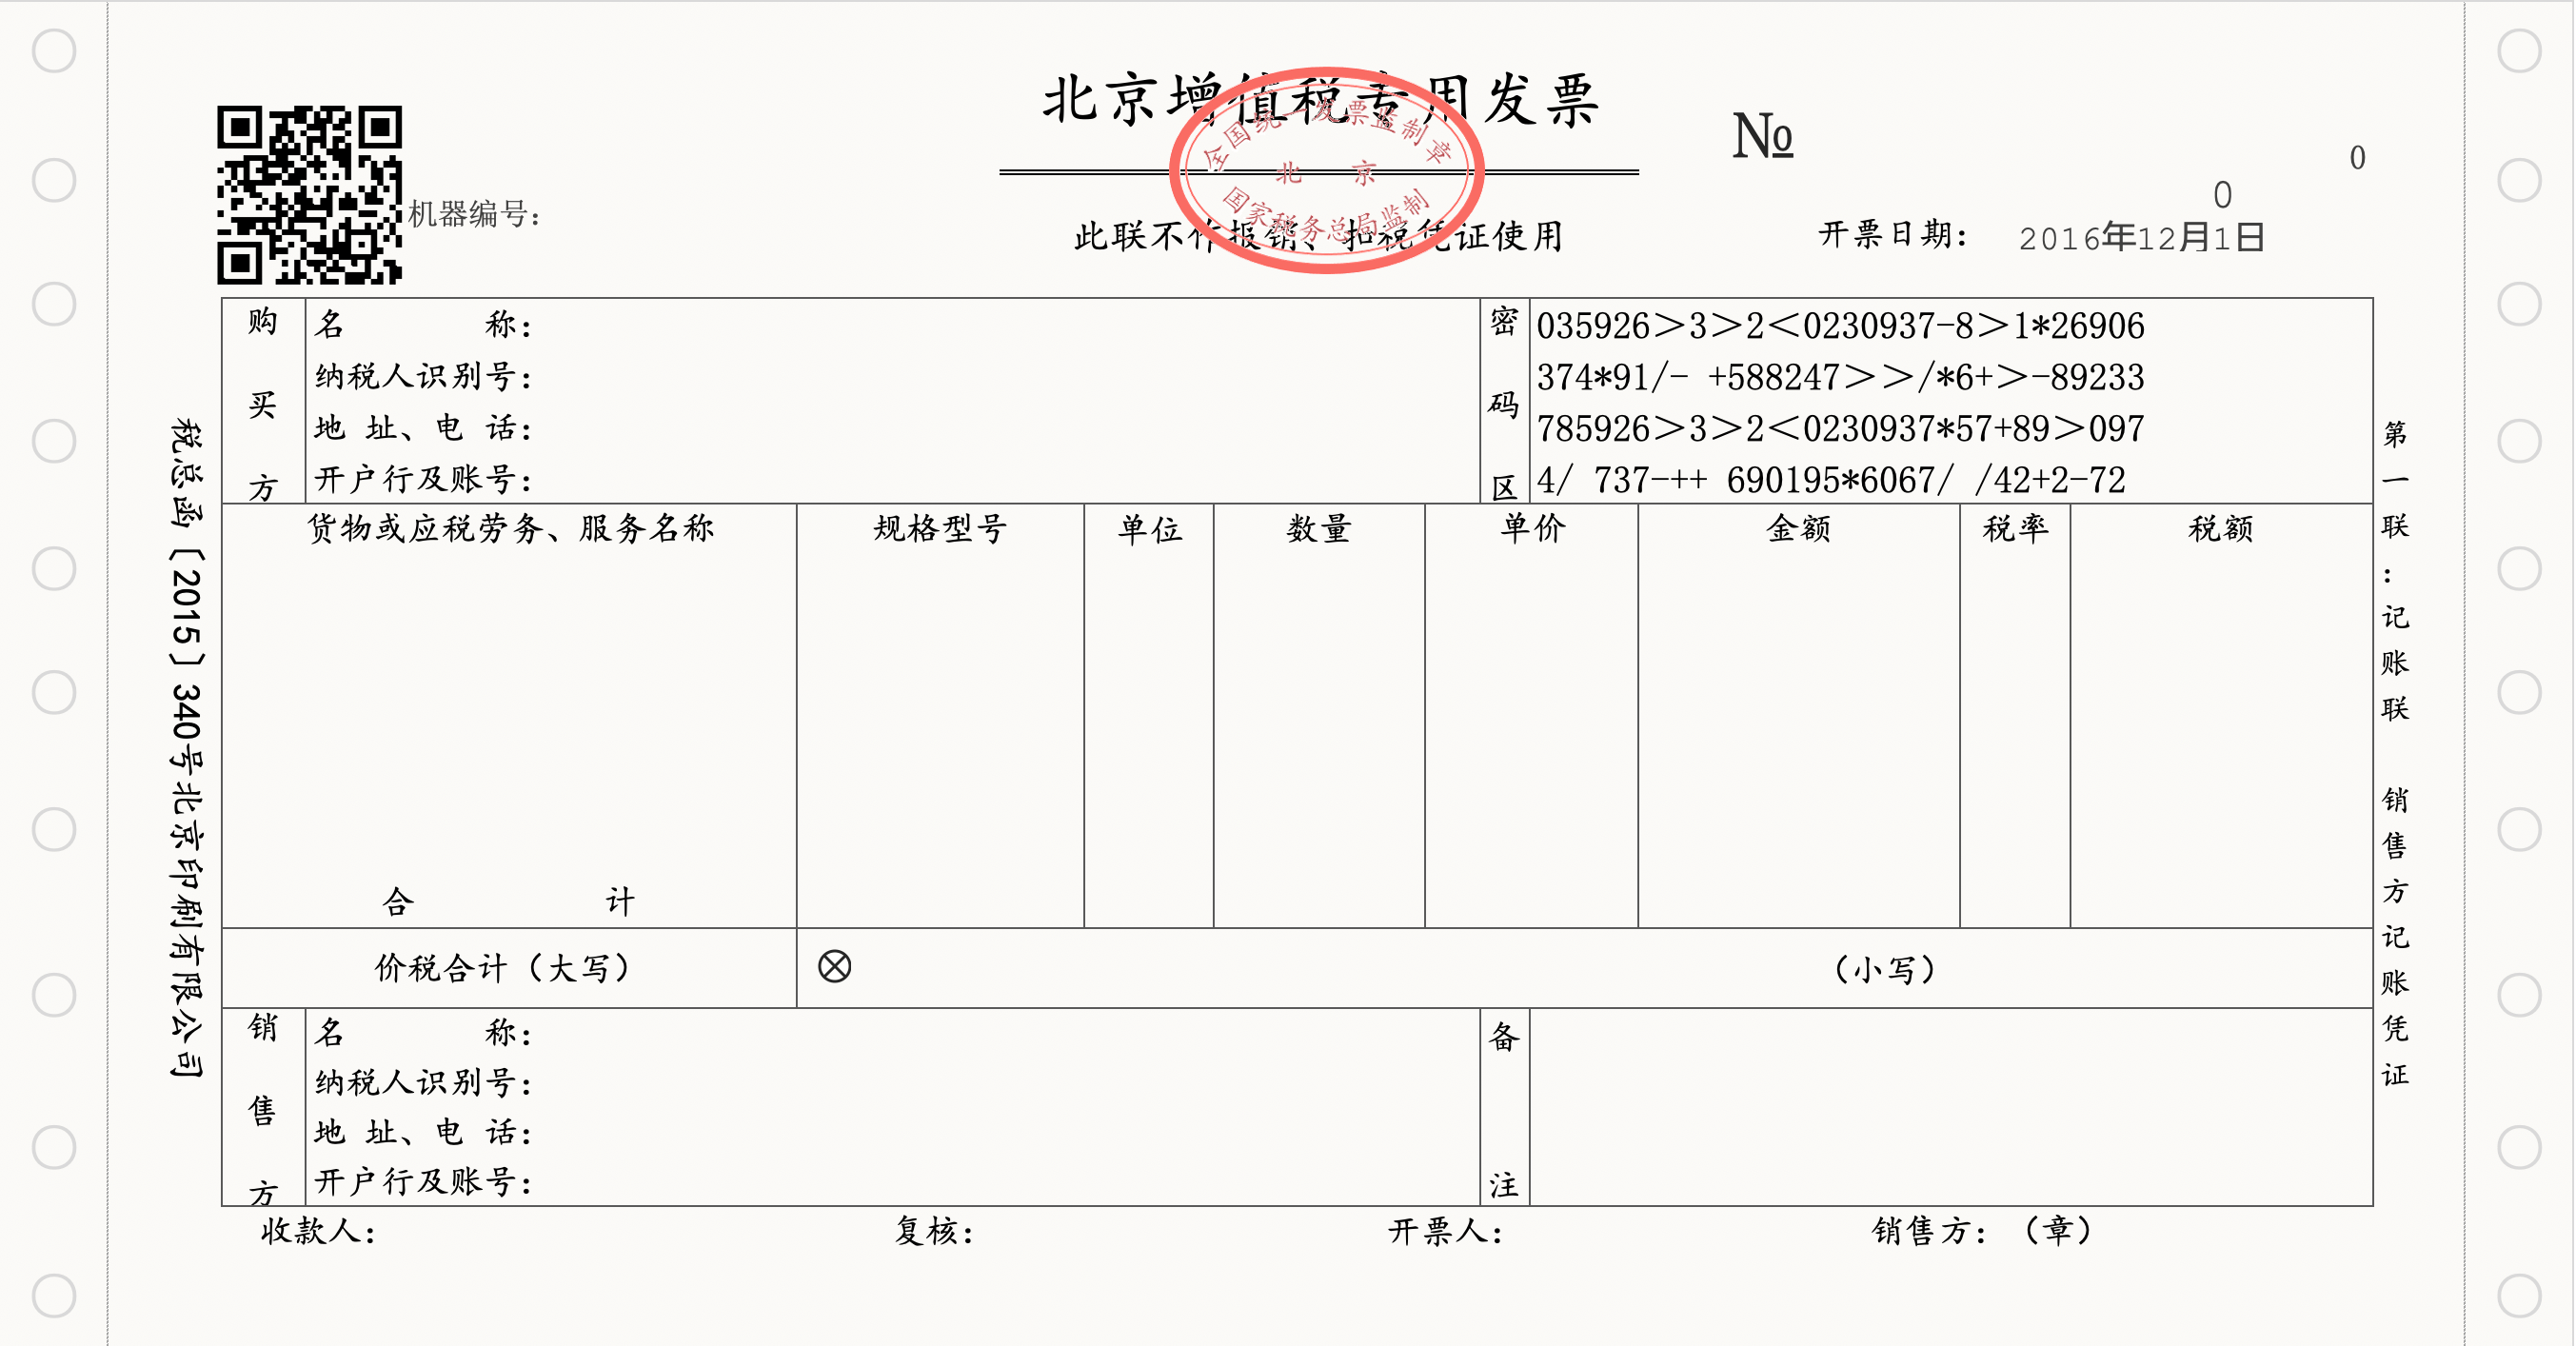 北京增值税专用发票
全国统一发票监制章
北 京
国家税务总局监制
№
0
0
机器编号：
此联不作报销、扣税凭证使用
开票日期： 2016年12月1日
购买方
名 称：
纳税人识别号：
地 址、电 话：
开户行及账号：
密码区
035926＞3＞2＜0230937-8＞1*26906
374*91/- +588247＞＞/*6+＞-89233
785926＞3＞2＜0230937*57+89＞097
4/ 737-++ 690195*6067/ /42+2-72
税总函〔2015〕340号北京印刷有限公司
货物或应税劳务、服务名称 规格型号 单位 数量 单价 金额 税率 税额
合 计
价税合计（大写） ⊗ （小写）
销售方
名 称：
纳税人识别号：
地 址、电 话：
开户行及账号：
备注
第一联：记账联 销售方记账凭证
收款人： 复核： 开票人： 销售方：（章）